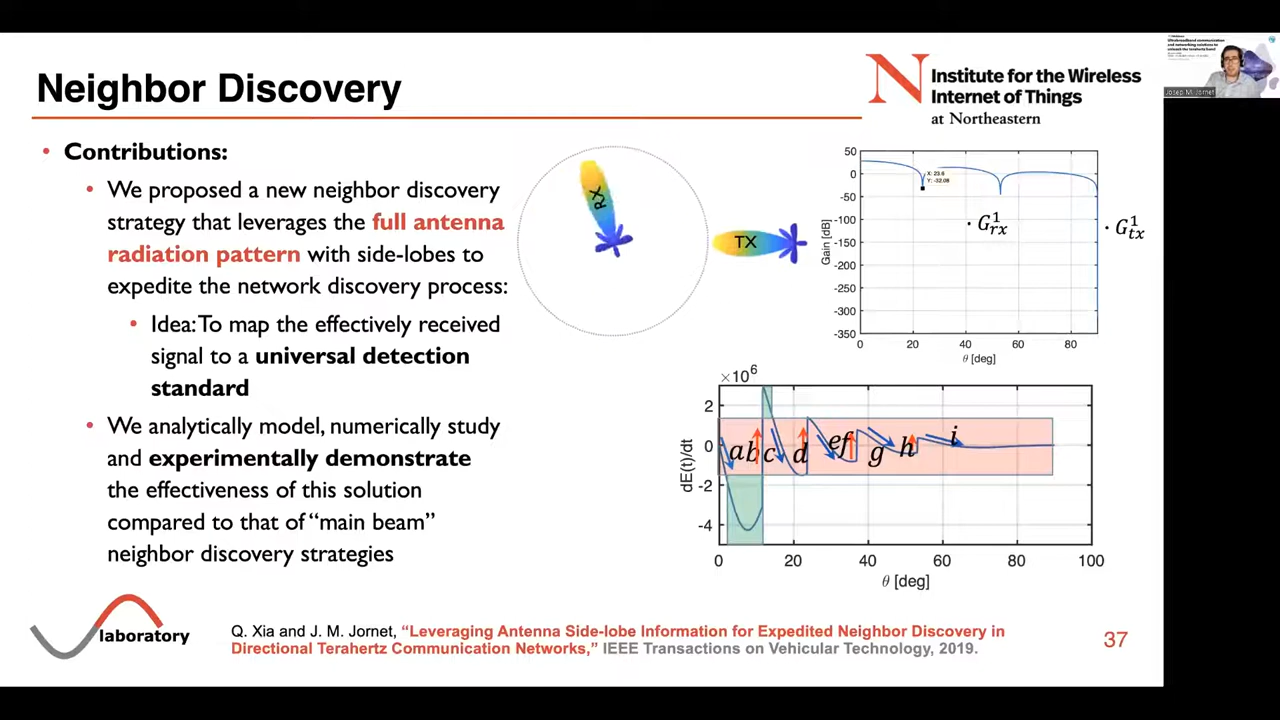 Neighbor Discovery
Institute for the Wireless
Internet of Things
at Northeastern
Josep M. Jornet
• Contributions:
• We proposed a new neighbor discovery
strategy that leverages the full antenna
radiation pattern with side-lobes to
expedite the network discovery process:
• Idea: To map the effectively received
signal to a universal detection
standard
• We analytically model, numerically study
and experimentally demonstrate
the effectiveness of this solution
compared to that of “main beam”
neighbor discovery strategies
RX
TX
50
0
-50
-100
-150
-200
-250
-300
-350
Gain [dB]
X: 23.6
Y: -32.08
· G¹rx
· G¹tx
0 20 40 60 80
θ [deg]
×10⁶
2
0
-2
-4
dE(t)/dt
a b c d e f g h i
0 20 40 60 80 100
θ [deg]
laboratory
Q. Xia and J. M. Jornet, “Leveraging Antenna Side-lobe Information for Expedited Neighbor Discovery in
Directional Terahertz Communication Networks,” IEEE Transactions on Vehicular Technology, 2019.
37